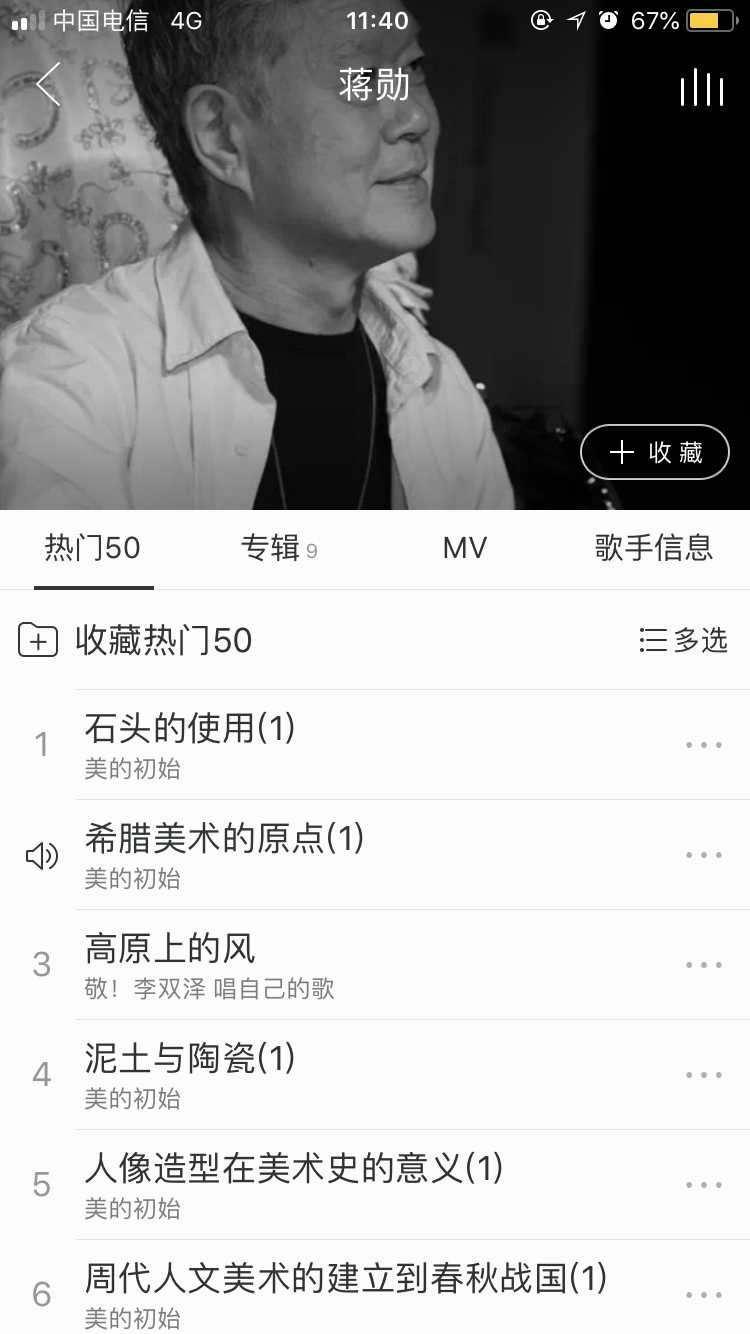 中国电信 4G 11:40 67%
蒋勋
收藏
热门50 专辑 9 MV 歌手信息
收藏热门50 多选
1 石头的使用(1)
美的初始
希腊美术的原点(1)
美的初始
3 高原上的风
敬！李双泽 唱自己的歌
4 泥土与陶瓷(1)
美的初始
5 人像造型在美术史的意义(1)
美的初始
6 周代人文美术的建立到春秋战国(1)
美的初始